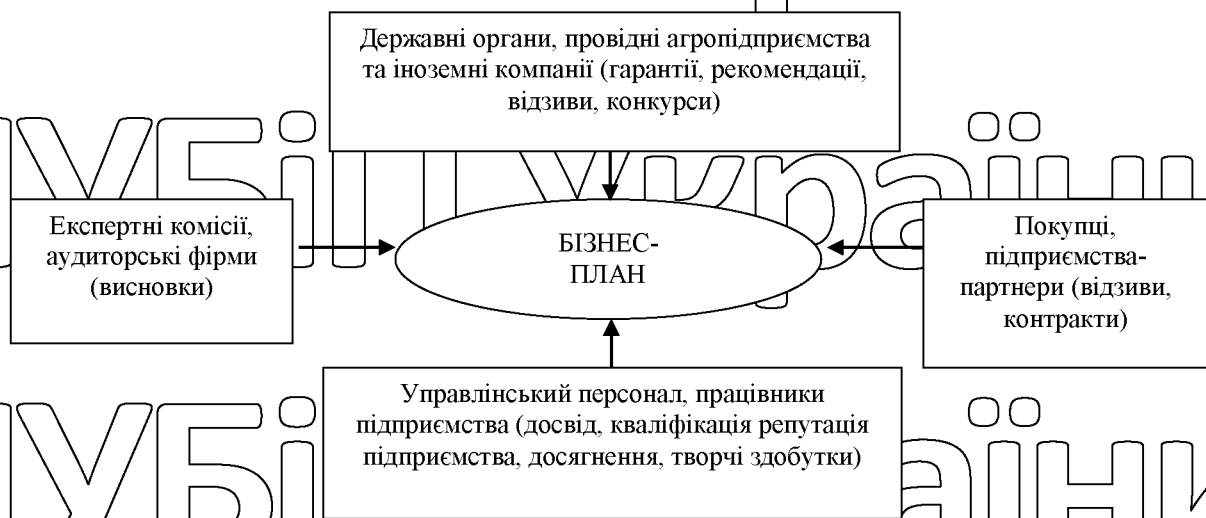 Державні органи, провідні агропідприємства
та іноземні компанії (гарантії, рекомендації,
відзиви, конкурси)
Експертні комісії,
аудиторські фірми
(висновки)
БІЗНЕС-
ПЛАН
Покупці,
підприємства-
партнери (відзиви,
контракти)
Управлінський персонал, працівники
підприємства (досвід, кваліфікація репутація
підприємства, досягнення, творчі здобутки)